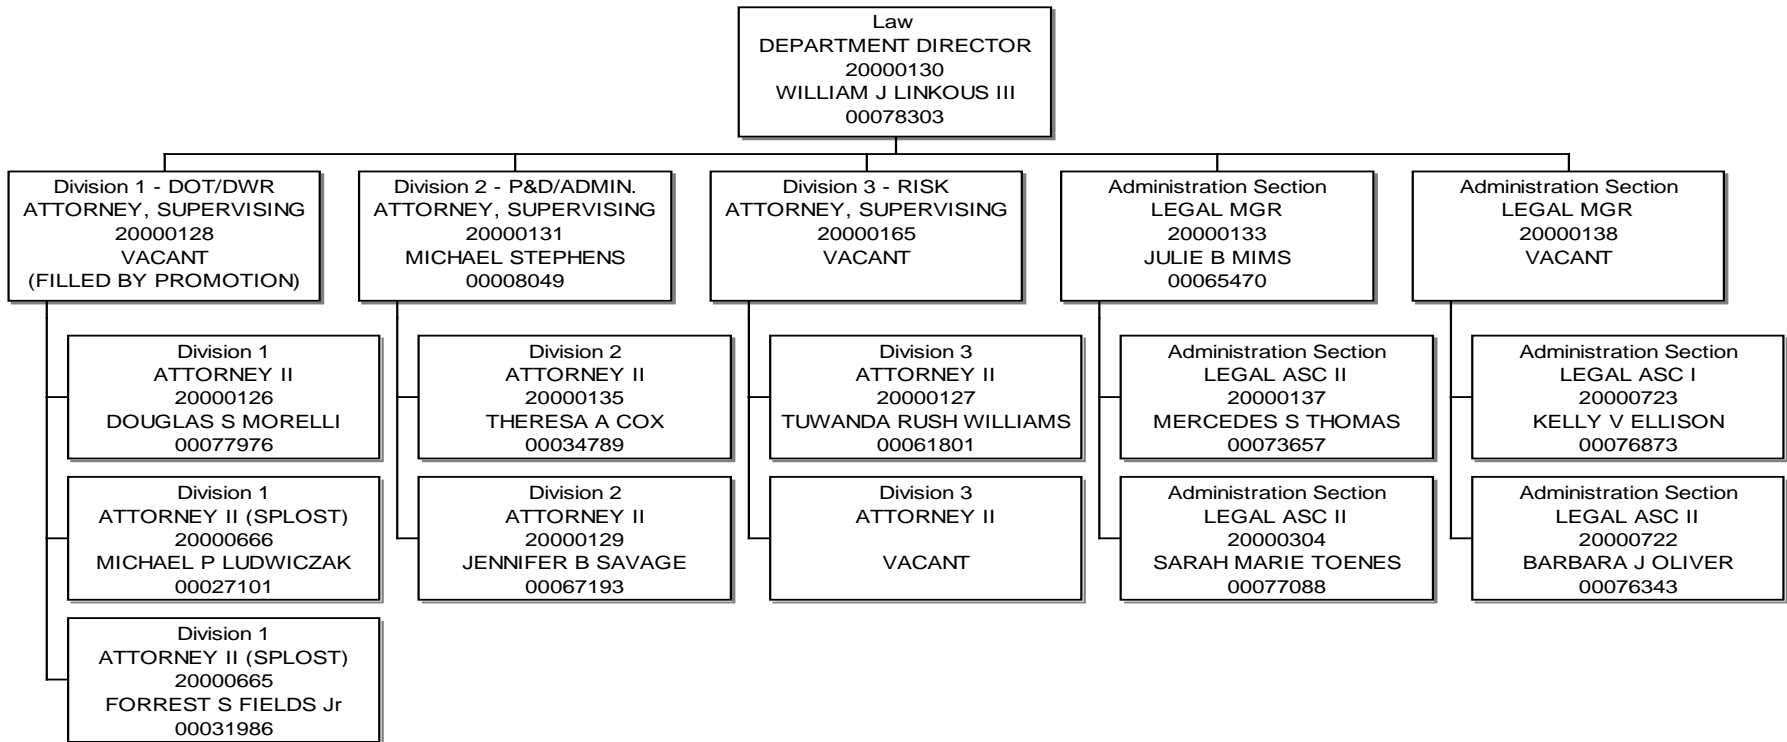 Law
DEPARTMENT DIRECTOR
20000130
WILLIAM J LINKOUS III
00078303
Division 1 - DOT/DWR
ATTORNEY, SUPERVISING
20000128
VACANT
(FILLED BY PROMOTION)
Division 2 - P&D/ADMIN.
ATTORNEY, SUPERVISING
20000131
MICHAEL STEPHENS
00008049
Division 3 - RISK
ATTORNEY, SUPERVISING
20000165
VACANT
Administration Section
LEGAL MGR
20000133
JULIE B MIMS
00065470
Administration Section
LEGAL MGR
20000138
VACANT
Division 1
ATTORNEY II
20000126
DOUGLAS S MORELLI
00077976
Division 2
ATTORNEY II
20000135
THERESA A COX
00034789
Division 3
ATTORNEY II
20000127
TUWANDA RUSH WILLIAMS
00061801
Administration Section
LEGAL ASC II
20000137
MERCEDES S THOMAS
00073657
Administration Section
LEGAL ASC I
20000723
KELLY V ELLISON
00076873
Division 1
ATTORNEY II (SPLOST)
20000666
MICHAEL P LUDWICZAK
00027101
Division 2
ATTORNEY II
20000129
JENNIFER B SAVAGE
00067193
Division 3
ATTORNEY II
VACANT
Administration Section
LEGAL ASC II
20000304
SARAH MARIE TOENES
00077088
Administration Section
LEGAL ASC II
20000722
BARBARA J OLIVER
00076343
Division 1
ATTORNEY II (SPLOST)
20000665
FORREST S FIELDS Jr
00031986